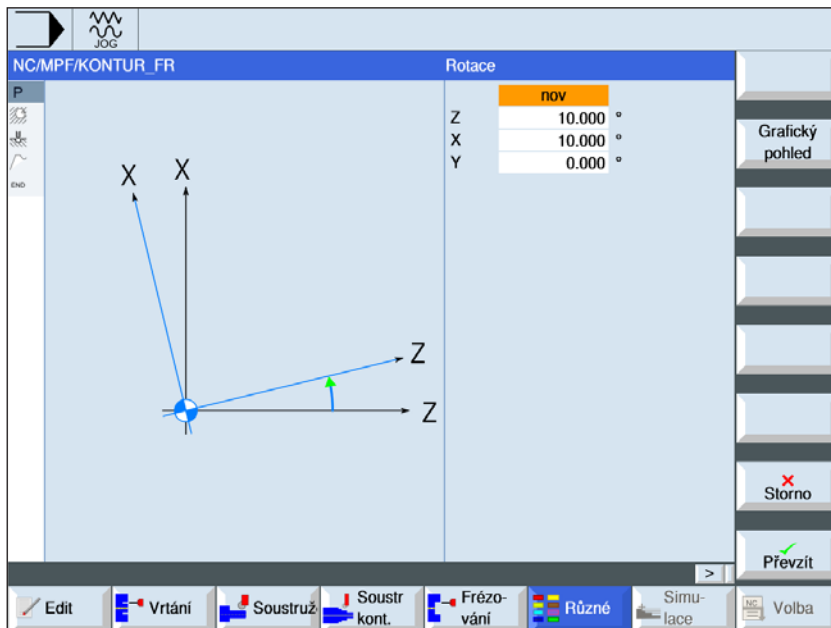 JOG
NC/MPF/KONTUR_FR
Rotace
P
END
X
X
Z
Z
nov
Z 10.000 °
X 10.000 °
Y 0.000 °
Grafický
pohled
Storno
Převzít
>
Edit
Vrtání
Soustruž
Soustr
kont.
Frézo-
vání
Různé
Simu-
lace
NC
Volba